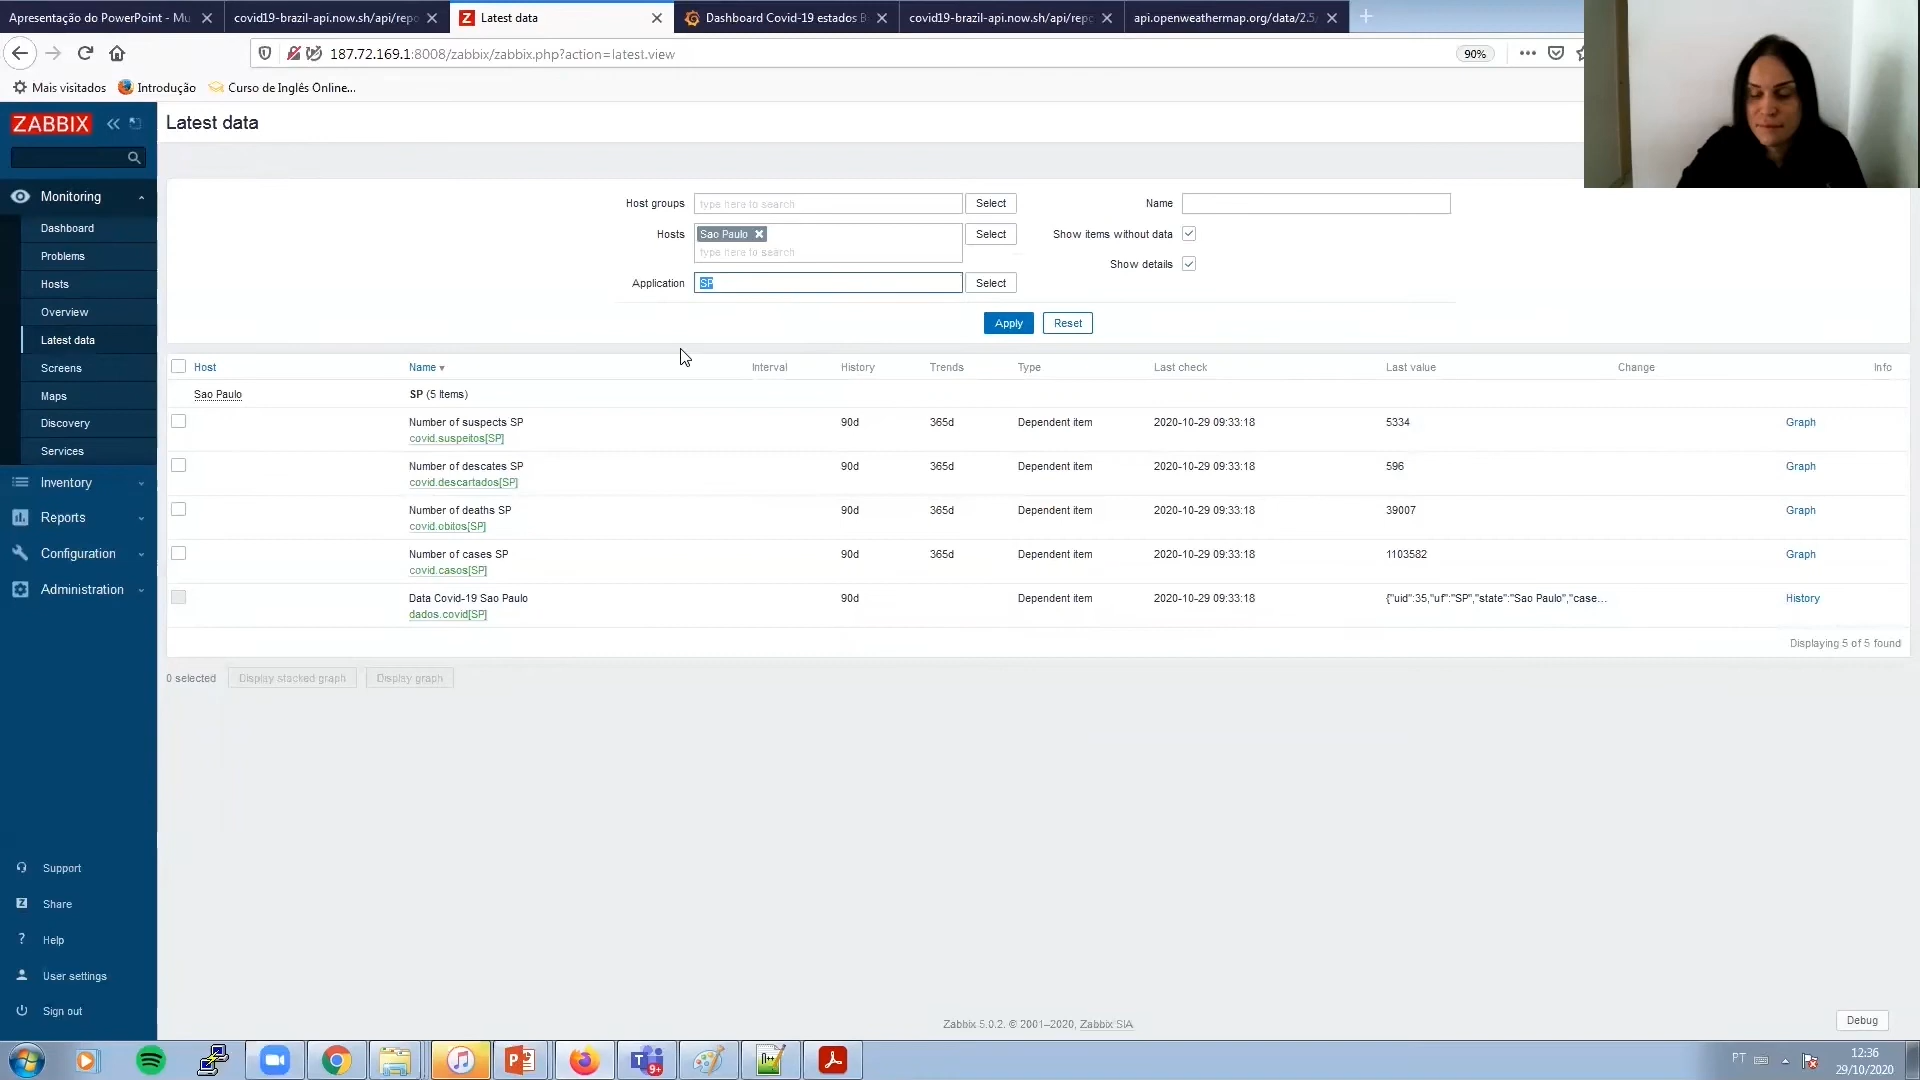 Apresentação do PowerPoint - Mu
covid19-brazil-api.now.sh/api/repo
Latest data
Dashboard Covid-19 estados B
covid19-brazil-api.now.sh/api/repo
api.openweathermap.org/data/2.5
187.72.169.1:8008/zabbix/zabbix.php?action=latest.view
90%
Mais visitados
Introdução
Curso de Inglês Online...
ZABBIX
Latest data
Monitoring
Dashboard
Problems
Hosts
Overview
Latest data
Screens
Maps
Discovery
Services
Inventory
Reports
Configuration
Administration
Support
Share
Help
User settings
Sign out
Host groups type here to search Select Name
Hosts Sao Paulo Select Show items without data
type here to search
Show details
Application SP Select
Apply Reset
Host Name Interval History Trends Type Last check Last value Change Info
Sao Paulo SP (5 Items)
Number of suspects SP 90d 365d Dependent item 2020-10-29 09:33:18 5334 Graph
covid.suspeitos[SP]
Number of descates SP 90d 365d Dependent item 2020-10-29 09:33:18 596 Graph
covid.descartados[SP]
Number of deaths SP 90d 365d Dependent item 2020-10-29 09:33:18 39007 Graph
covid.obitos[SP]
Number of cases SP 90d 365d Dependent item 2020-10-29 09:33:18 1103582 Graph
covid.casos[SP]
Data Covid-19 Sao Paulo 90d Dependent item 2020-10-29 09:33:18 {"uid":35,"uf":"SP","state":"Sao Paulo","case... History
dados.covid[SP]
Displaying 5 of 5 found
0 selected Display stacked graph Display graph
Zabbix 5.0.2. © 2001–2020, Zabbix SIA
Debug
9+
PT
12:36
29/10/2020